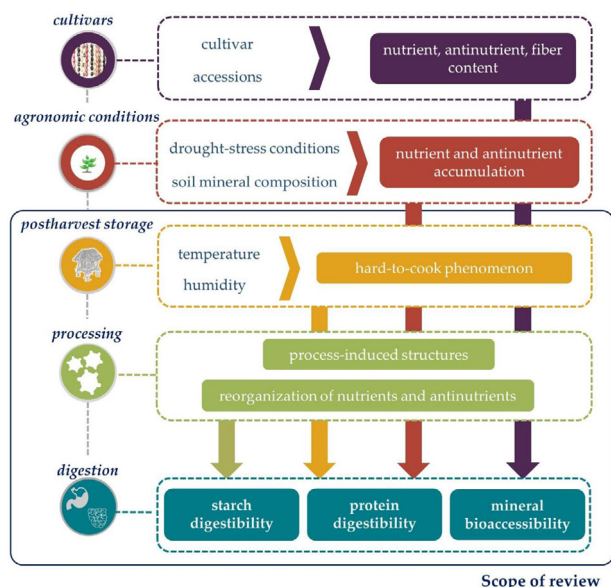 cultivars
cultivar
accessions
nutrient, antinutrient, fiber
content
agronomic conditions
drought-stress conditions
soil mineral composition
nutrient and antinutrient
accumulation
postharvest storage
temperature
humidity
hard-to-cook phenomenon
processing
process-induced structures
reorganization of nutrients and antinutrients
digestion
starch
digestibility
protein
digestibility
mineral
bioaccessibility
Scope of review